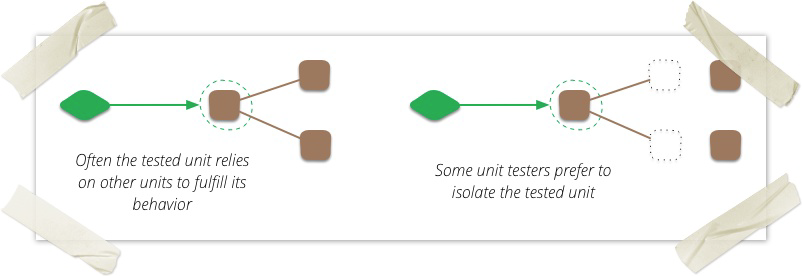 Often the tested unit relies
on other units to fulfill its
behavior
Some unit testers prefer to
isolate the tested unit